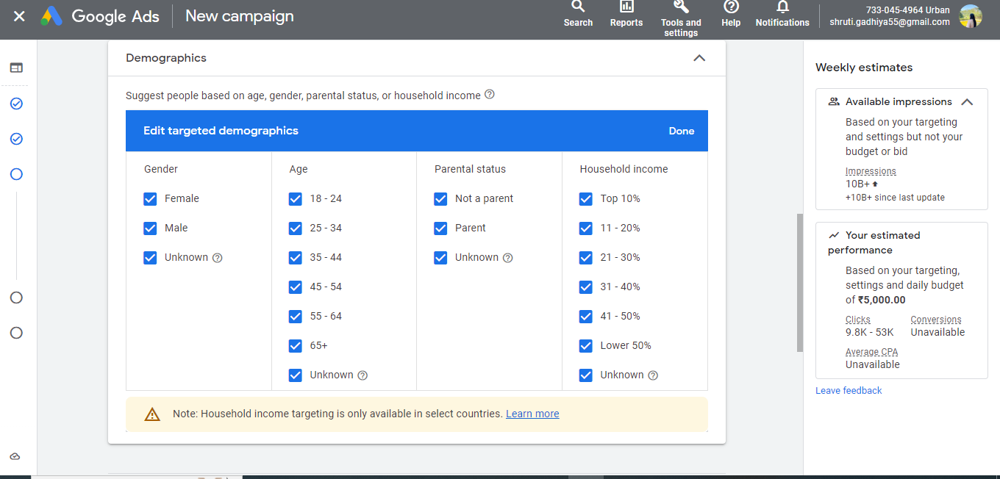 Google Ads
New campaign
Search
Reports
Tools and
settings
Help
Notifications
733-045-4964 Urban
shruti.gadhiya55@gmail.com
Demographics
Suggest people based on age, gender, parental status, or household income
Edit targeted demographics
Done
Gender
Female
Male
Unknown
Age
18 - 24
25 - 34
35 - 44
45 - 54
55 - 64
65+
Unknown
Parental status
Not a parent
Parent
Unknown
Household income
Top 10%
11 - 20%
21 - 30%
31 - 40%
41 - 50%
Lower 50%
Unknown
Note: Household income targeting is only available in select countries. Learn more
Weekly estimates
Available impressions
Based on your targeting
and settings but not your
budget or bid
Impressions
10B+
+10B+ since last update
Your estimated
performance
Based on your targeting,
settings and daily budget
of ₹5,000.00
Clicks
9.8K - 53K
Conversions
Unavailable
Average CPA
Unavailable
Leave feedback